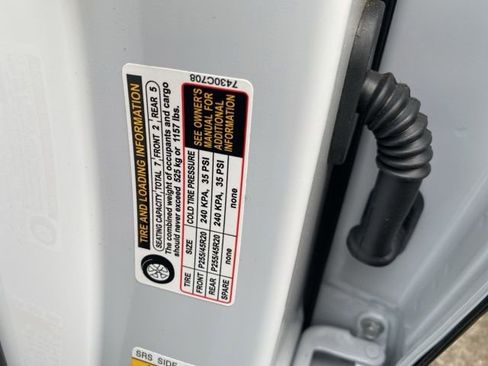 TIRE AND LOADING INFORMATION
SEATING CAPACITY, TOTAL 7, FRONT 2, REAR 5
The combined weight of occupants and cargo
should never exceed 525 kg or 1157 lbs.
TIRE SIZE COLD TIRE PRESSURE
FRONT P255/45R20 240 KPA, 35 PSI
REAR P255/45R20 240 KPA, 35 PSI
SPARE none none
SEE OWNER'S
MANUAL FOR
ADDITIONAL
INFORMATION
7430C708
SRS SIDE